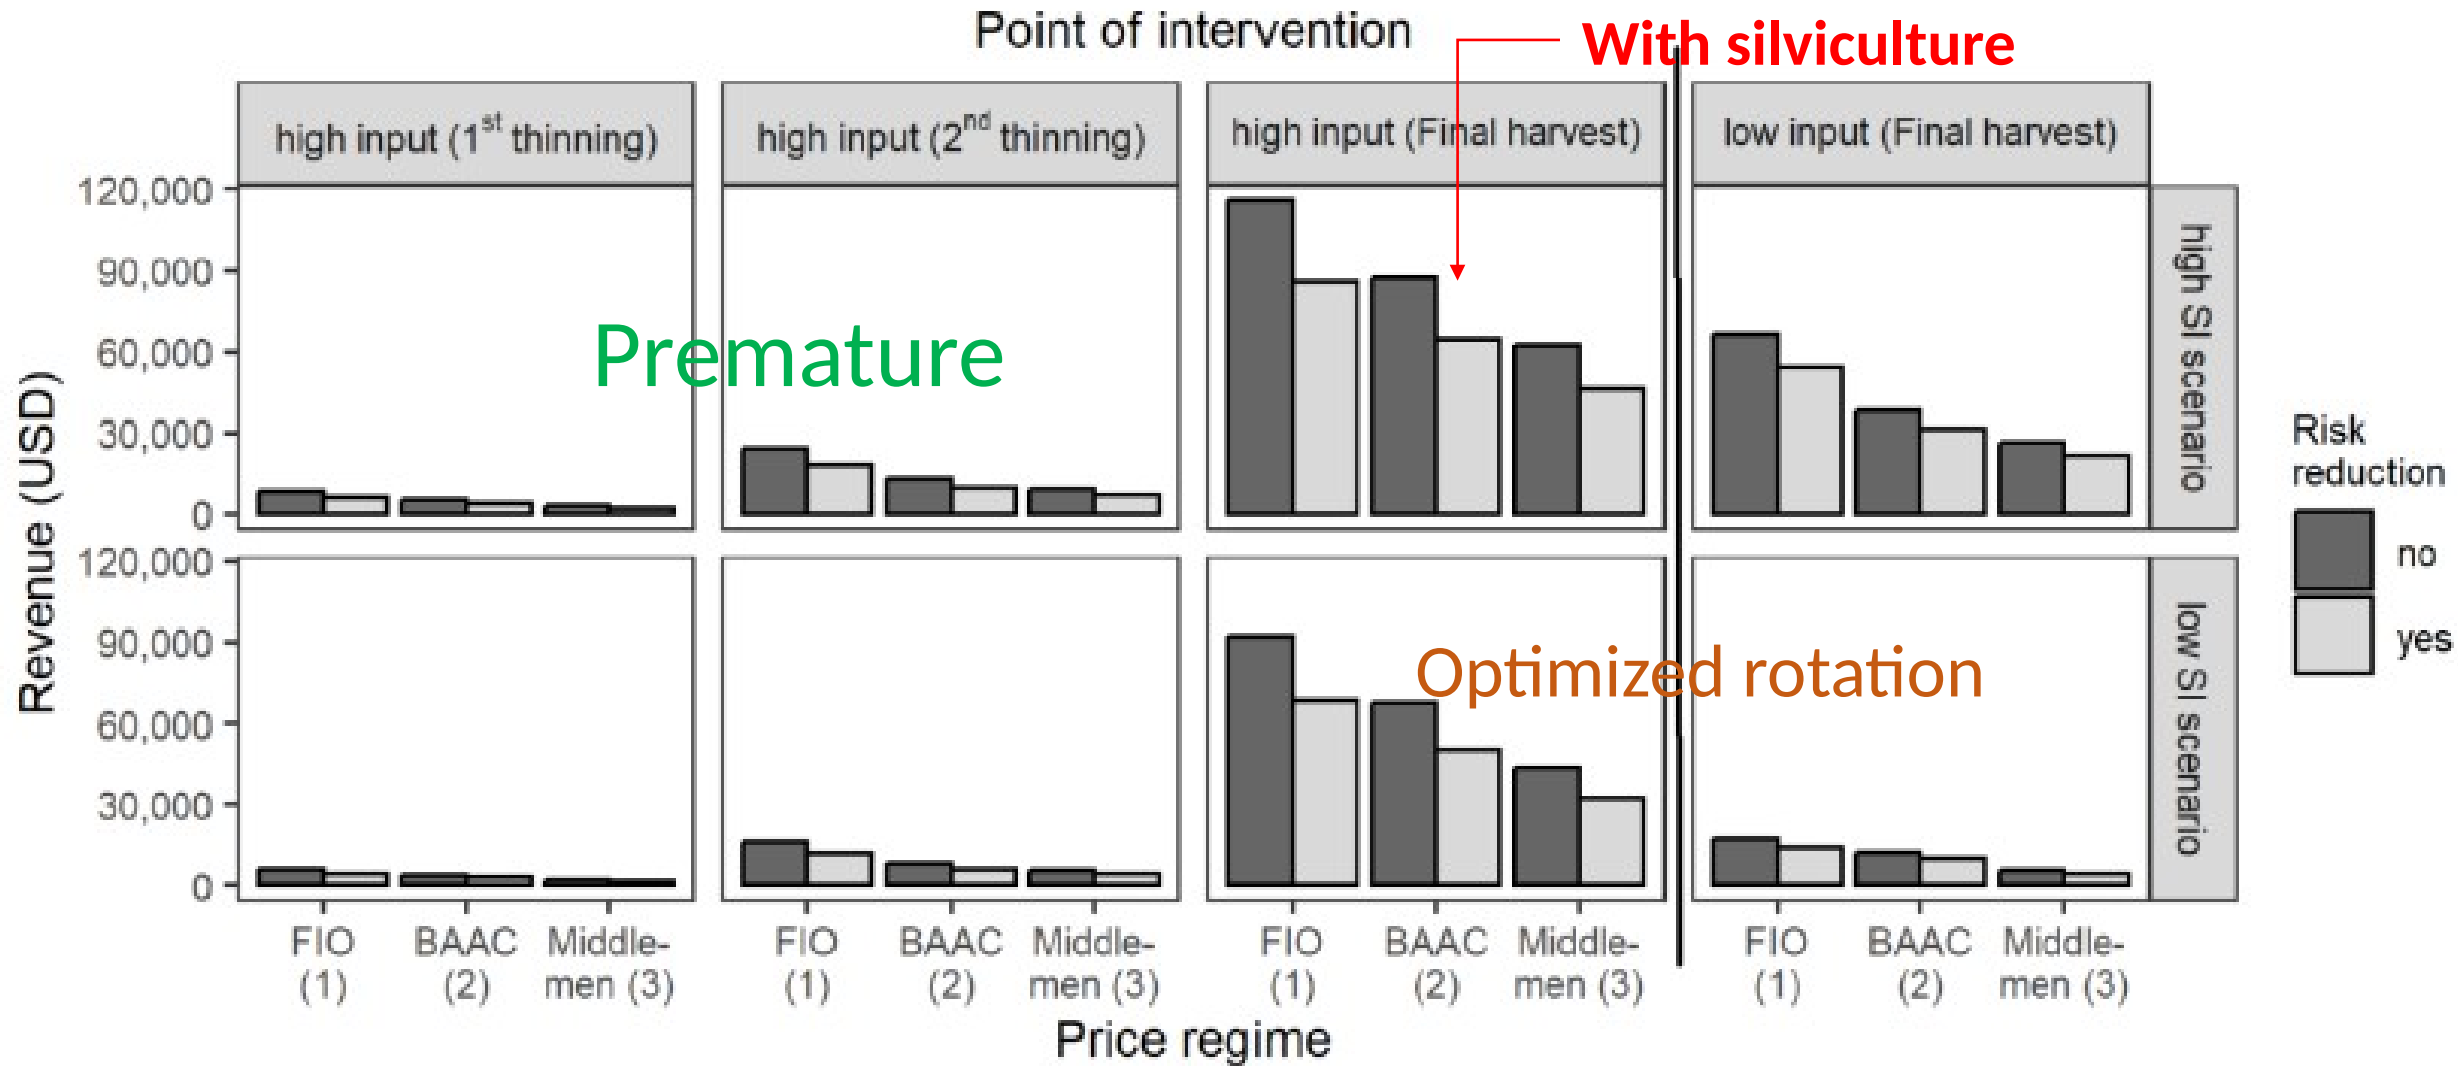 Point of intervention
With silviculture
high input (1st thinning)
high input (2nd thinning)
high input (Final harvest)
low input (Final harvest)
120,000
90,000
60,000
30,000
0
high SI scenario
Premature
120,000
90,000
60,000
30,000
0
low SI scenario
Optimized rotation
Revenue (USD)
Risk
reduction
no
yes
FIO
(1)
BAAC
(2)
Middle-
men (3)
FIO
(1)
BAAC
(2)
Middle-
men (3)
FIO
(1)
BAAC
(2)
Middle-
men (3)
FIO
(1)
BAAC
(2)
Middle-
men (3)
Price regime